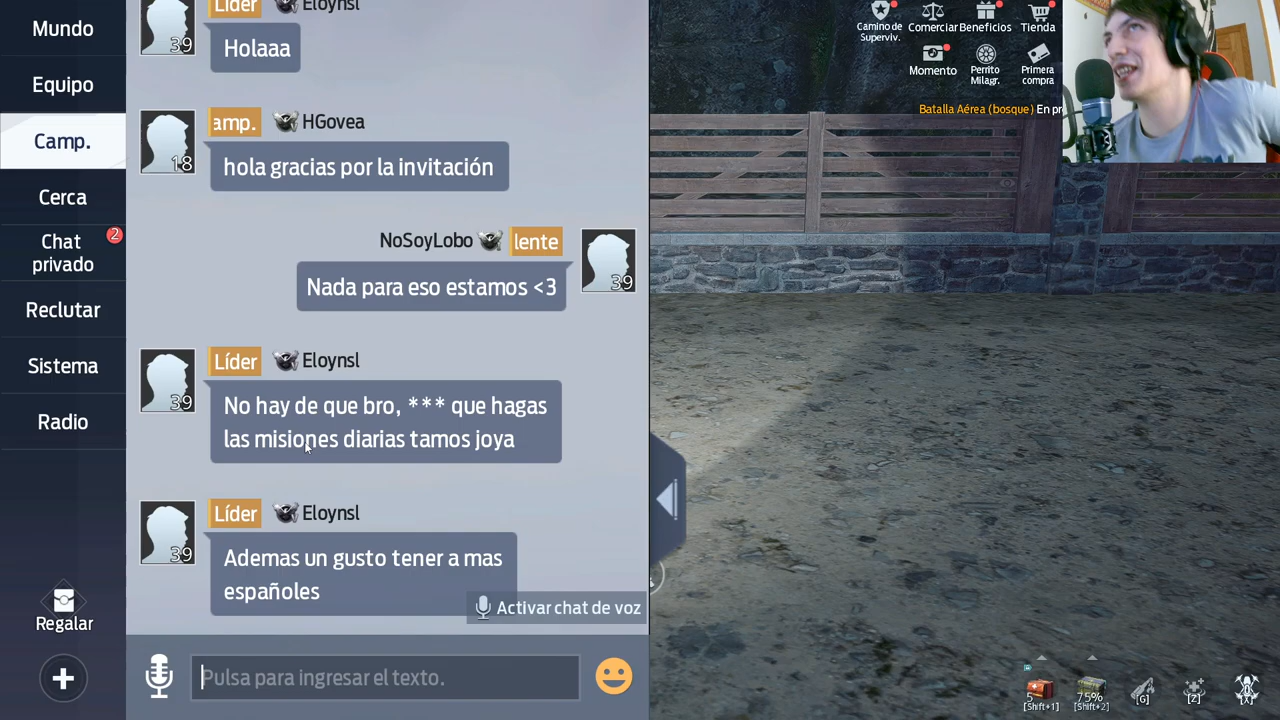 Mundo
Equipo
Camp.
Cerca
Chat
privado
2
Reclutar
Sistema
Radio
Regalar
Líder Eloynsl
39
Holaaa
amp. HGovea
18
hola gracias por la invitación
NoSoyLobo lente
39
Nada para eso estamos <3
Líder Eloynsl
39
No hay de que bro, *** que hagas
las misiones diarias tamos joya
Líder Eloynsl
39
Ademas un gusto tener a mas
españoles
Activar chat de voz
Pulsa para ingresar el texto.
Camino de
Superviv.
Comerciar
Beneficios
Tienda
Momento
Perrito
Milagr.
Primera
compra
Batalla Aérea (bosque) En pr
5
[Shift+1]
75%
[Shift+2]
[G]
[Z]
[X]